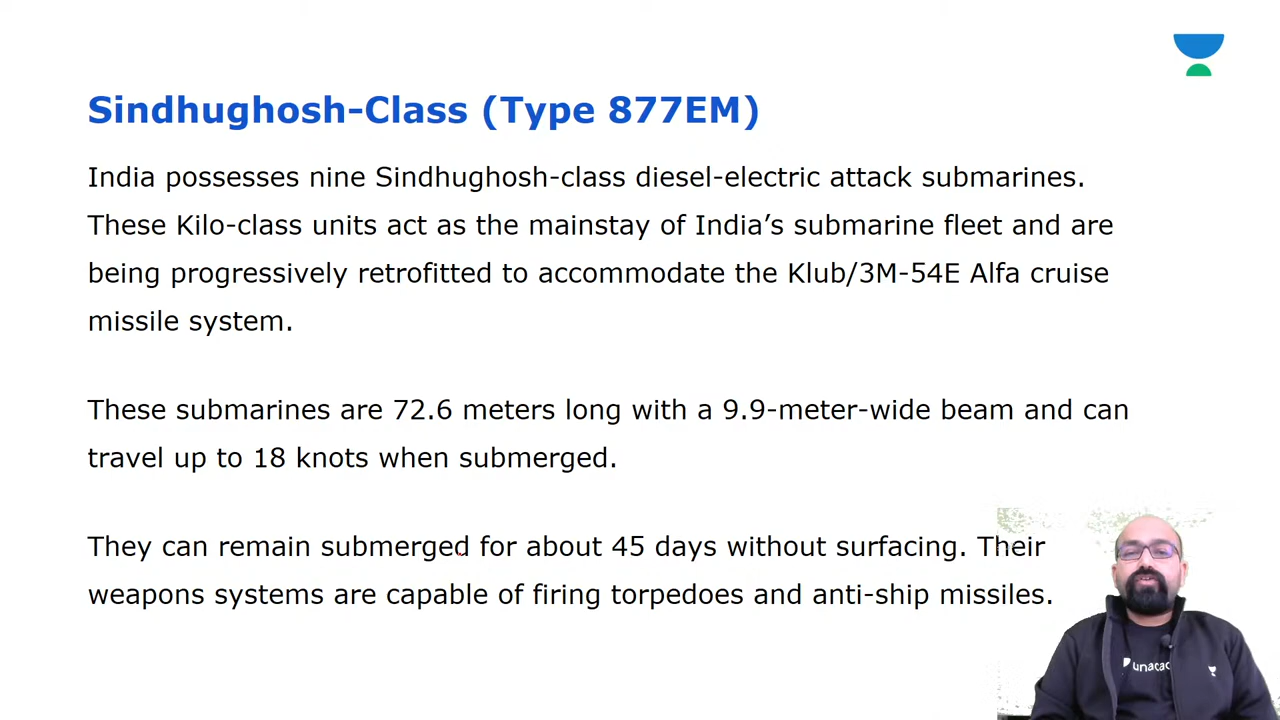 Sindhughosh-Class (Type 877EM)
India possesses nine Sindhughosh-class diesel-electric attack submarines.
These Kilo-class units act as the mainstay of India’s submarine fleet and are
being progressively retrofitted to accommodate the Klub/3M-54E Alfa cruise
missile system.
These submarines are 72.6 meters long with a 9.9-meter-wide beam and can
travel up to 18 knots when submerged.
They can remain submerged for about 45 days without surfacing. Their
weapons systems are capable of firing torpedoes and anti-ship missiles.